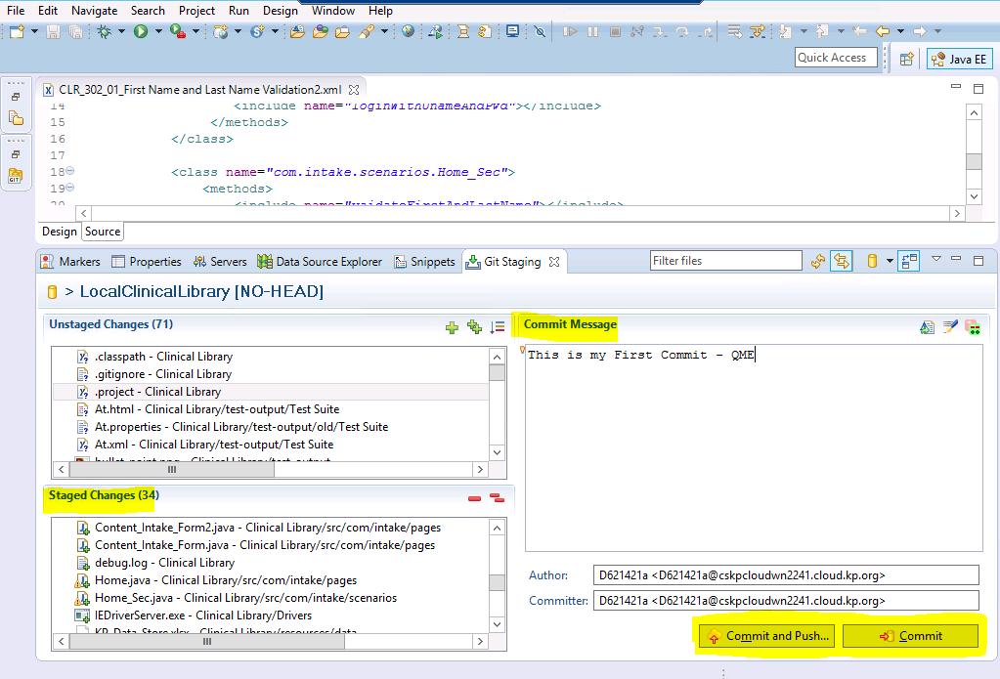 File Edit Navigate Search Project Run Design Window Help
Quick Access
Java EE
CLR_302_01_First Name and Last Name Validation2.xml
14 <include name="loginWithUnameAndPwd"></include>
15 </methods>
16 </class>
17
18 <class name="com.intake.scenarios.Home_Sec">
19 <methods>
20 <include name="vaidateFirstAndLastName"></include>
Design Source
Markers Properties Servers Data Source Explorer Snippets Git Staging
Filter files
> LocalClinicalLibrary [NO-HEAD]
Unstaged Changes (71)
.classpath - Clinical Library
.gitignore - Clinical Library
.project - Clinical Library
At.html - Clinical Library/test-output/Test Suite
At.properties - Clinical Library/test-output/old/Test Suite
At.xml - Clinical Library/test-output/Test Suite
bullet_point.png - Clinical Library/test-output
Staged Changes (34)
Content_Intake_Form2.java - Clinical Library/src/com/intake/pages
Content_Intake_Form.java - Clinical Library/src/com/intake/pages
debug.log - Clinical Library
Home.java - Clinical Library/src/com/intake/pages
Home_Sec.java - Clinical Library/src/com/intake/scenarios
IEDriverServer.exe - Clinical Library/Drivers
KP_Data_Store.xlsx - Clinical Library/resources/data
Commit Message
This is my First Commit - QME
Author: D621421a <D621421a@cskpcloudwn2241.cloud.kp.org>
Committer: D621421a <D621421a@cskpcloudwn2241.cloud.kp.org>
Commit and Push...
Commit